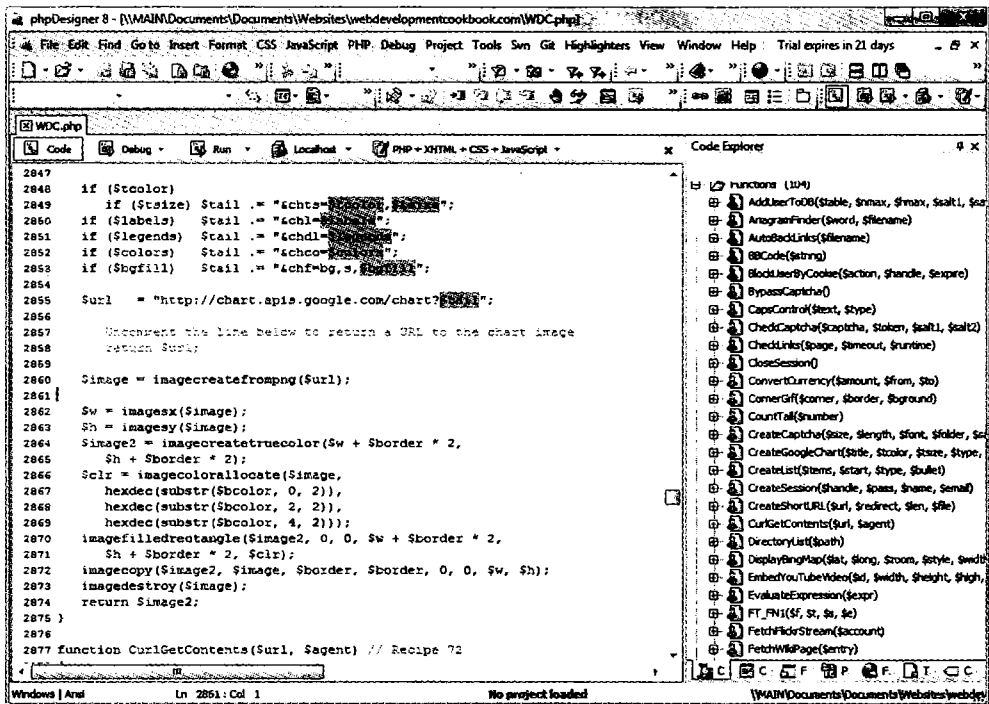 phpDesigner 8 - [\\MAIN\Documents\Documents\Websites\webdevelopmentcookbook.com\WDC.php]
File Edit Find Goto Insert Format CSS JavaScript PHP Debug Project Tools Svn Git Highlighters View Window Help Trial expires in 21 days
WDC.php
Code Debug Run Localhost PHP + XHTML + CSS + JavaScript
2847
2848 if ($tcolor)
2849 if ($tsize) $tail .= "&chts=
2850 if ($labels) $tail .= "&chl=
2851 if ($legends) $tail .= "&chdl=
2852 if ($colors) $tail .= "&chco=
2853 if ($bgfill) $tail .= "&chf=bg,s,$bgfill";
2854
2855 $url = "http://chart.apis.google.com/chart?$tail";
2856
2857 Uncomment the line below to return a URL to the chart image
2858 return $url;
2859
2860 $image = imagecreatefrompng($url);
2861
2862 $w = imagesx($image);
2863 $h = imagesy($image);
2864 $image2 = imagecreatetruecolor($w + $border * 2,
2865 $h + $border * 2);
2866 $clr = imagecolorallocate($image,
2867 hexdec(substr($bcolor, 0, 2)),
2868 hexdec(substr($bcolor, 2, 2)),
2869 hexdec(substr($bcolor, 4, 2)));
2870 imagefilledrectangle($image2, 0, 0, $w + $border * 2,
2871 $h + $border * 2, $clr);
2872 imagecopy($image2, $image, $border, $border, 0, 0, $w, $h);
2873 imagedestroy($image);
2874 return $image2;
2875 }
2876
2877 function CurlGetContents($url, $agent) // Recipe 72
Code Explorer
Functions (104)
AddUserToDB($table, $nmax, $hmax, $salt1, $sa
AnagramFinder($word, $filename)
AutoBackLinks($filename)
BBCode($string)
BlockUserByCookie($action, $handle, $expire)
BypassCaptcha()
CapsControl($text, $type)
CheckCaptcha($captcha, $token, $salt1, $salt2)
CheckLinks($page, $timeout, $runtime)
CloseSession()
ConvertCurrency($amount, $from, $to)
CornerGif($corner, $border, $bground)
CountTail($number)
CreateCaptcha($size, $length, $font, $folder, $sa
CreateGoogleChart($title, $tcolor, $tsize, $type,
CreateList($items, $start, $type, $bullet)
CreateSession($handle, $pass, $name, $email)
CreateShortURL($url, $redirect, $len, $file)
CurlGetContents($url, $agent)
DirectoryList($path)
DisplayBingMap($lat, $long, $zoom, $style, $width
EmbedYouTubeVideo($id, $width, $height, $high,
EvaluateExpression($expr)
FT_FN1($f, $t, $s, $e)
FetchFlickrStream($account)
FetchWikiPage($entry)
C C F P F T C
Windows | Ansi Ln 2861 : Col 1 No project loaded \\MAIN\Documents\Documents\Websites\webdev